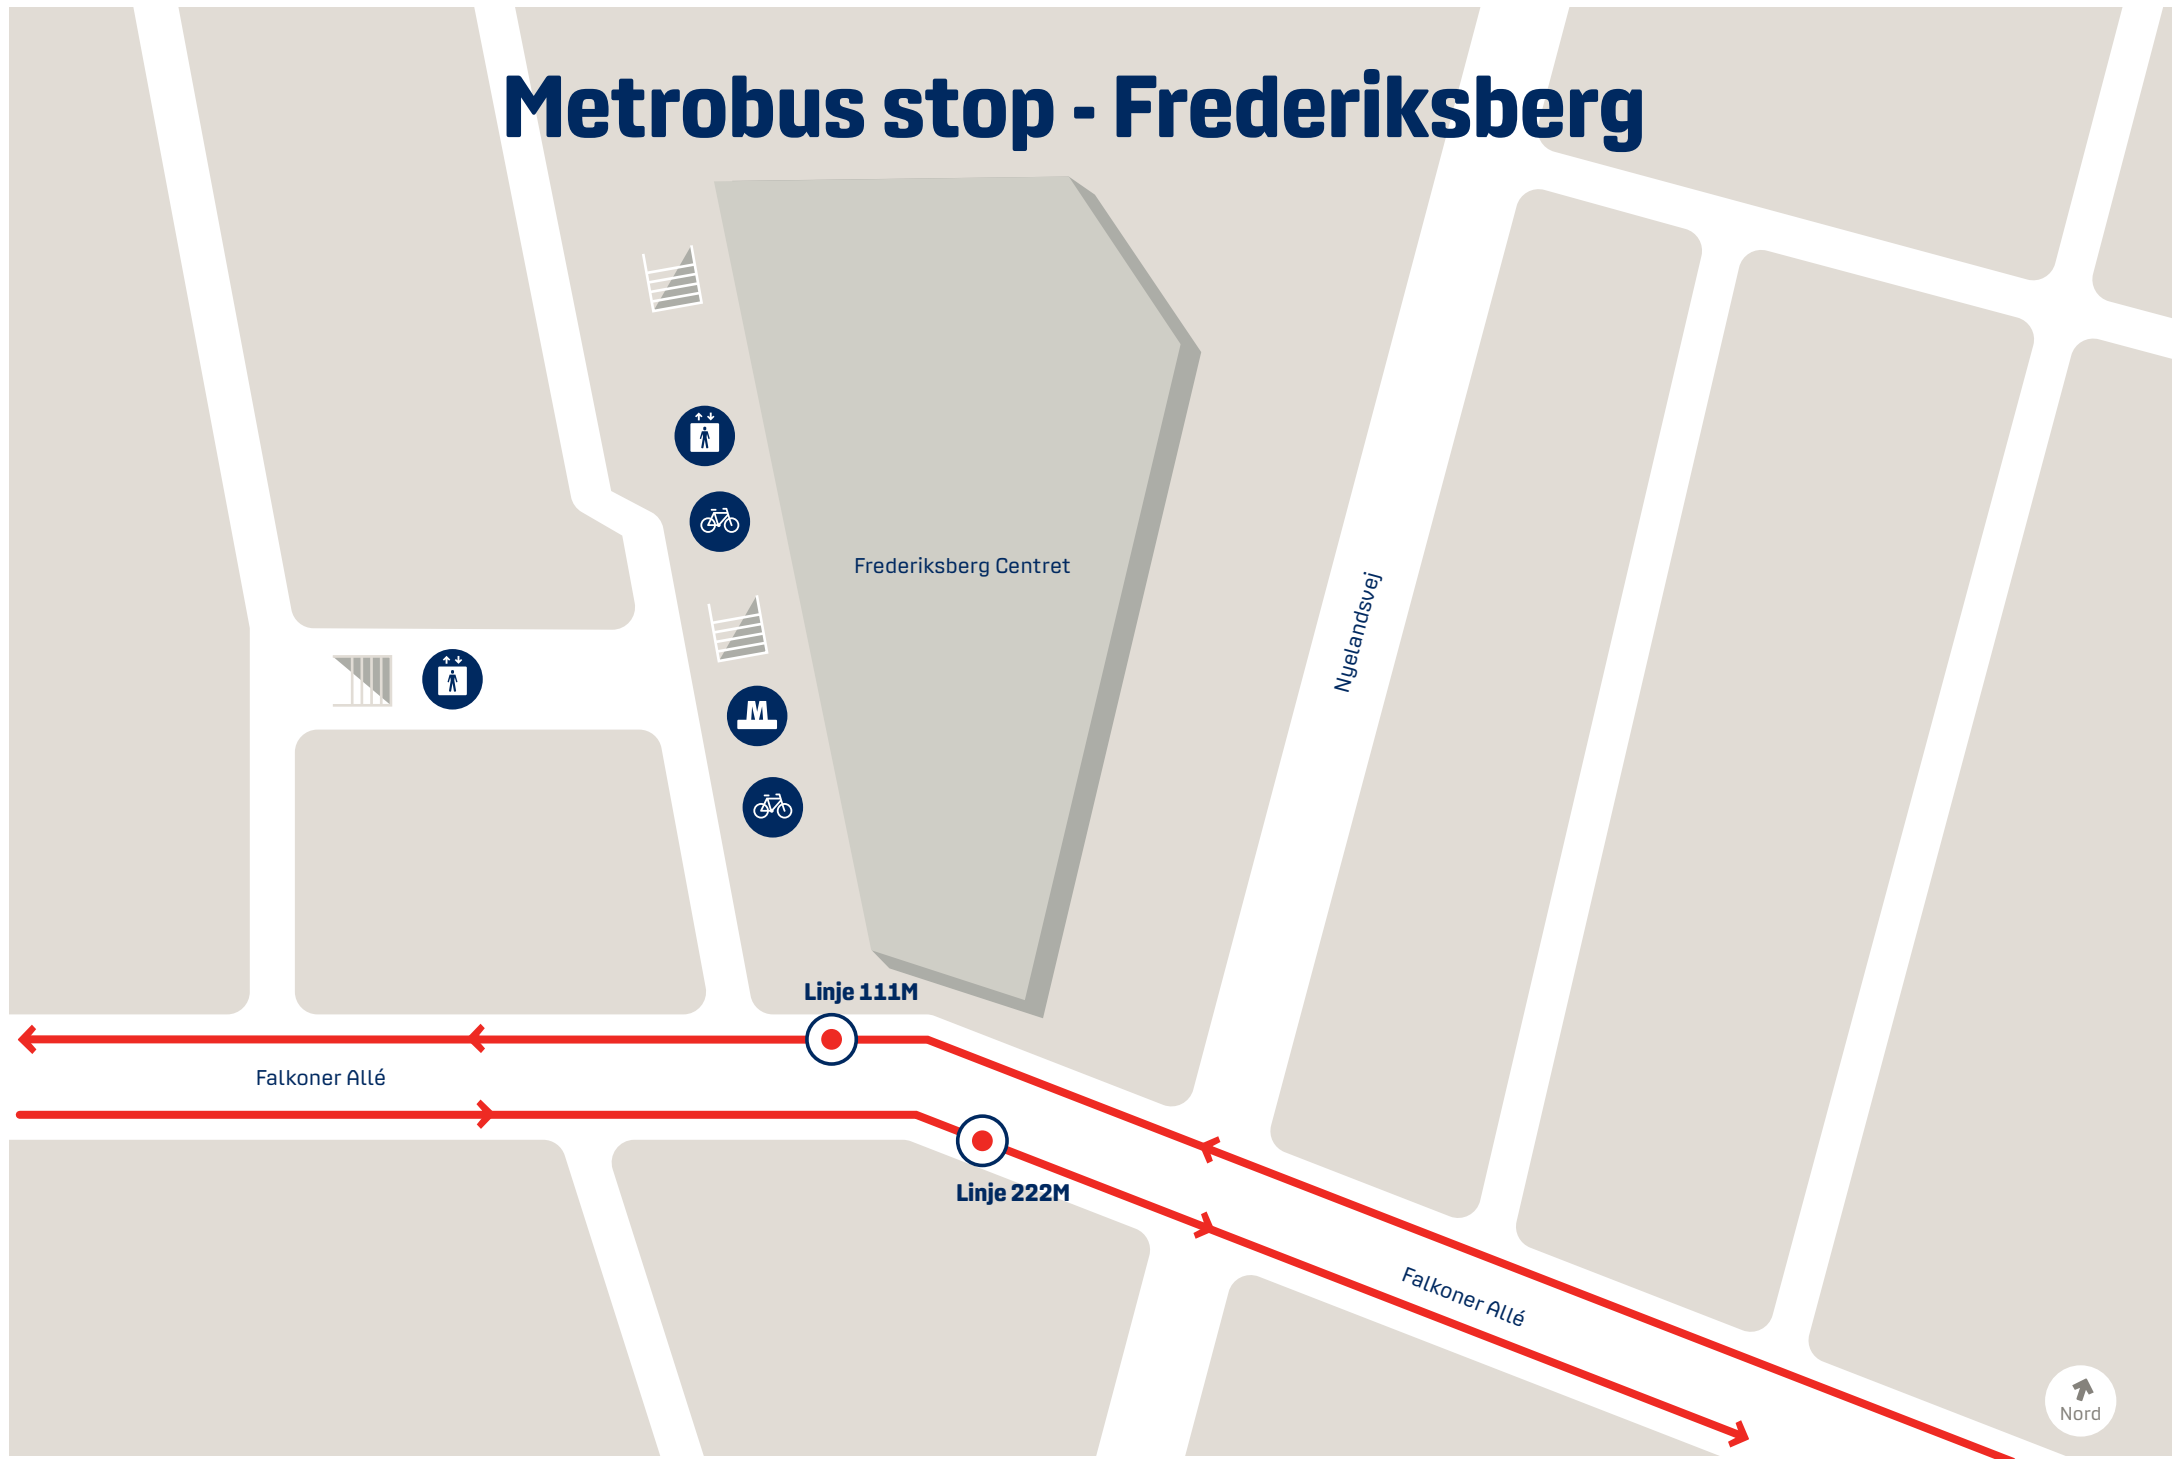 Metrobus stop - Frederiksberg
Frederiksberg Centret
Nyelandsvej
M
Linje 111M
Falkoner Allé
Linje 222M
Falkoner Allé
Nord